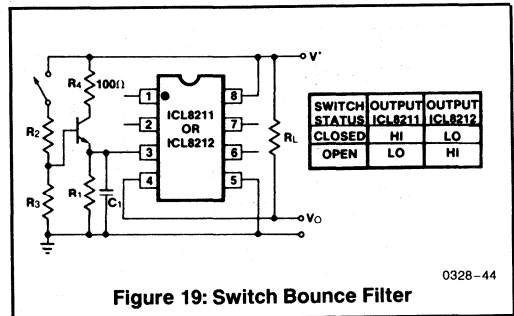 V+
R4
100Ω
1
8
ICL8211
OR
ICL8212
SWITCH STATUS
OUTPUT ICL8211
OUTPUT ICL8212
CLOSED
HI
LO
OPEN
LO
HI
2
7
R2
RL
3
6
4
5
R3
R1
C1
VO
0328-44
Figure 19: Switch Bounce Filter